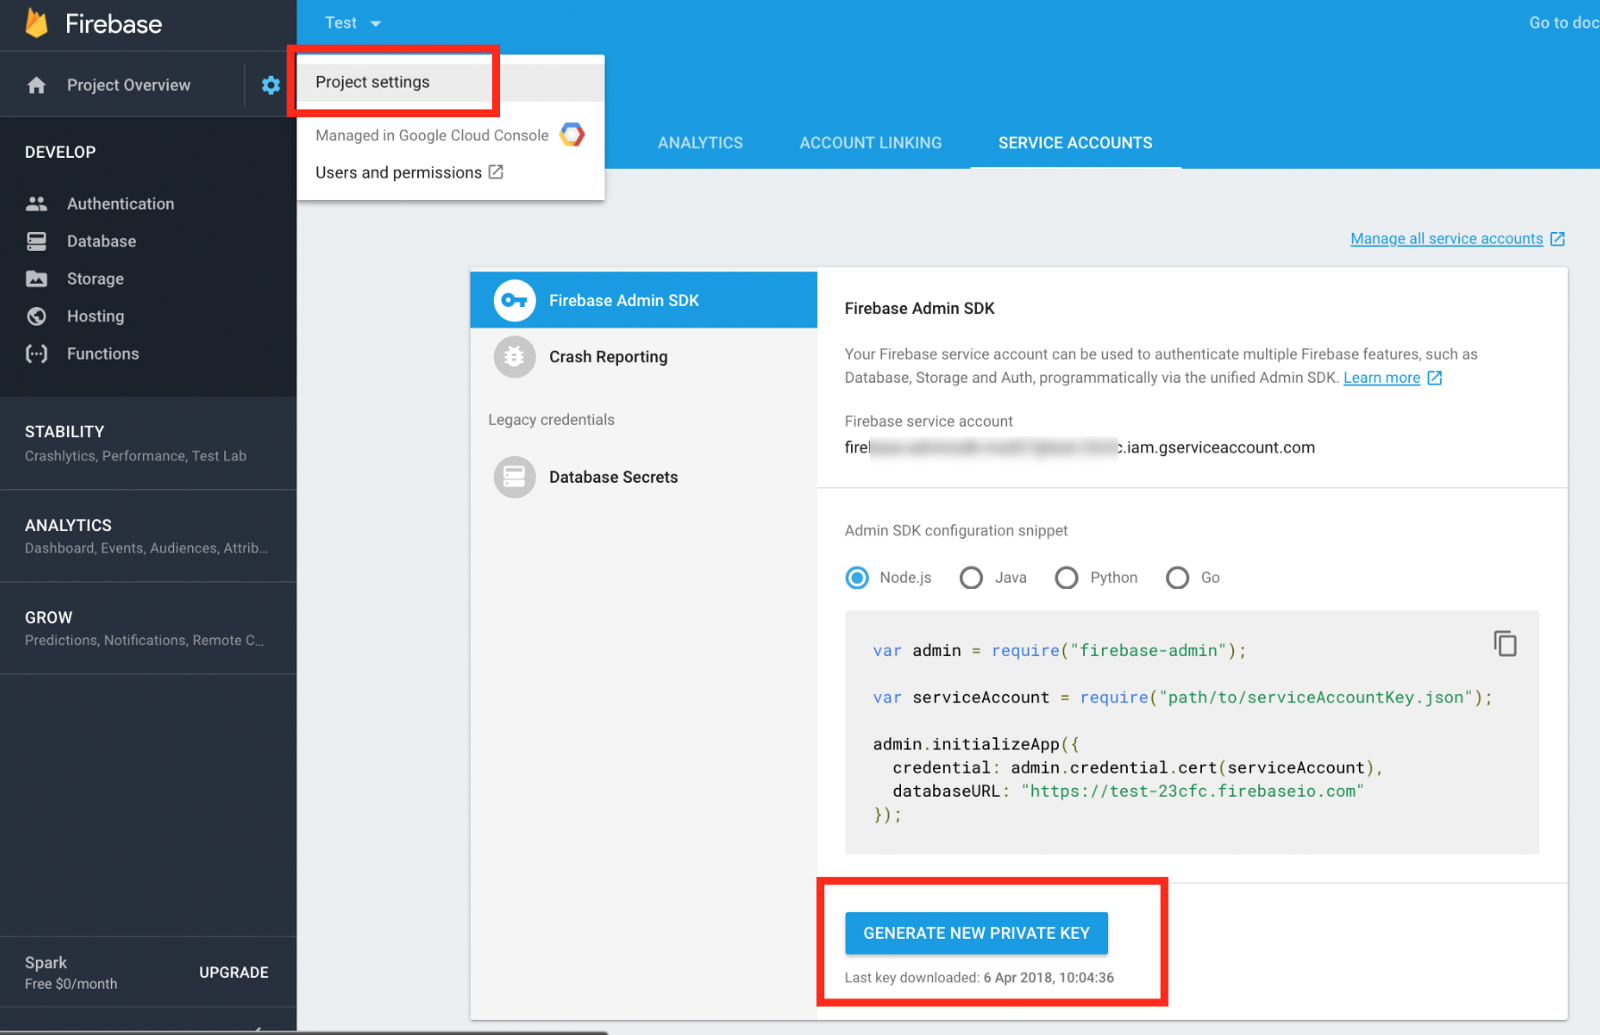 Firebase
Test
Go to doc
Project Overview
Project settings
Managed in Google Cloud Console
Users and permissions
ANALYTICS
ACCOUNT LINKING
SERVICE ACCOUNTS
DEVELOP
Authentication
Database
Storage
Hosting
Functions
STABILITY
Crashlytics, Performance, Test Lab
ANALYTICS
Dashboard, Events, Audiences, Attrib...
GROW
Predictions, Notifications, Remote C...
Spark
Free $0/month
UPGRADE
Manage all service accounts
Firebase Admin SDK
Crash Reporting
Legacy credentials
Database Secrets
Firebase Admin SDK
Your Firebase service account can be used to authenticate multiple Firebase features, such as
Database, Storage and Auth, programmatically via the unified Admin SDK. Learn more
Firebase service account
c.iam.gserviceaccount.com
Admin SDK configuration snippet
Node.js
Java
Python
Go
var admin = require("firebase-admin");
var serviceAccount = require("path/to/serviceAccountKey.json");
admin.initializeApp({
credential: admin.credential.cert(serviceAccount),
databaseURL: "https://test-23cfc.firebaseio.com"
});
GENERATE NEW PRIVATE KEY
Last key downloaded: 6 Apr 2018, 10:04:36